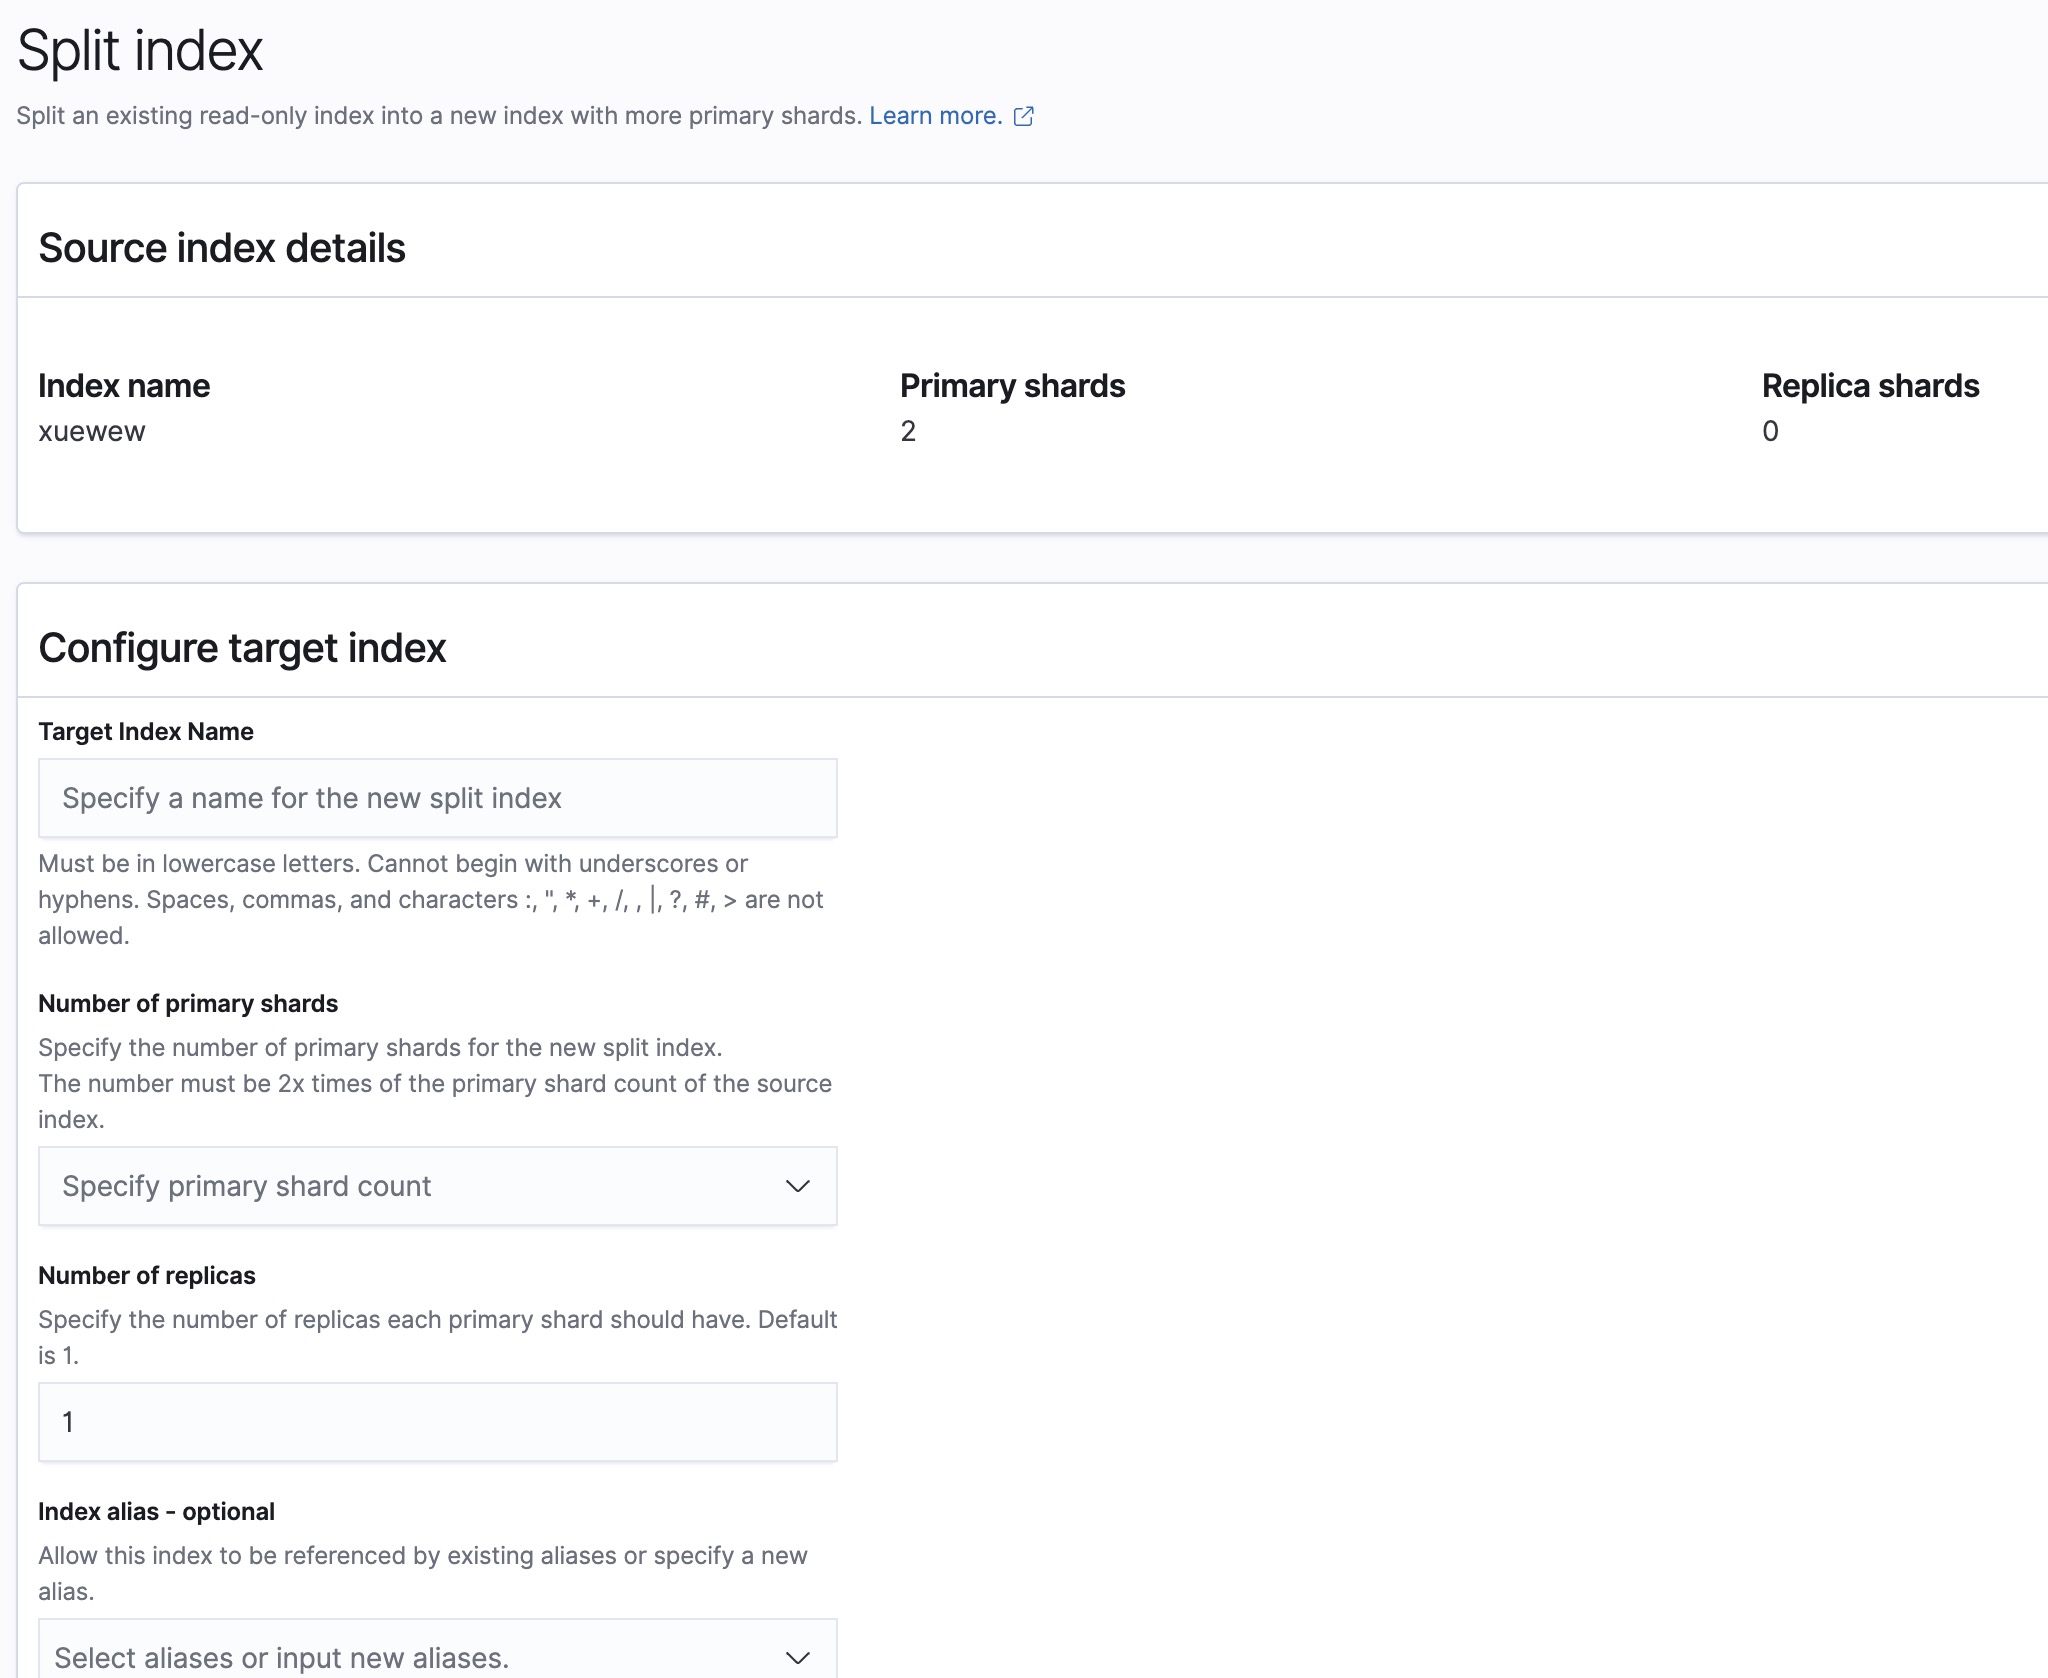 Split index
Split an existing read-only index into a new index with more primary shards. Learn more.
Source index details
Index name
xuewew
Primary shards
2
Replica shards
0
Configure target index
Target Index Name
Specify a name for the new split index
Must be in lowercase letters. Cannot begin with underscores or
hyphens. Spaces, commas, and characters :, ", *, +, /, , |, ?, #, > are not
allowed.
Number of primary shards
Specify the number of primary shards for the new split index.
The number must be 2x times of the primary shard count of the source
index.
Specify primary shard count
Number of replicas
Specify the number of replicas each primary shard should have. Default
is 1.
1
Index alias - optional
Allow this index to be referenced by existing aliases or specify a new
alias.
Select aliases or input new aliases.